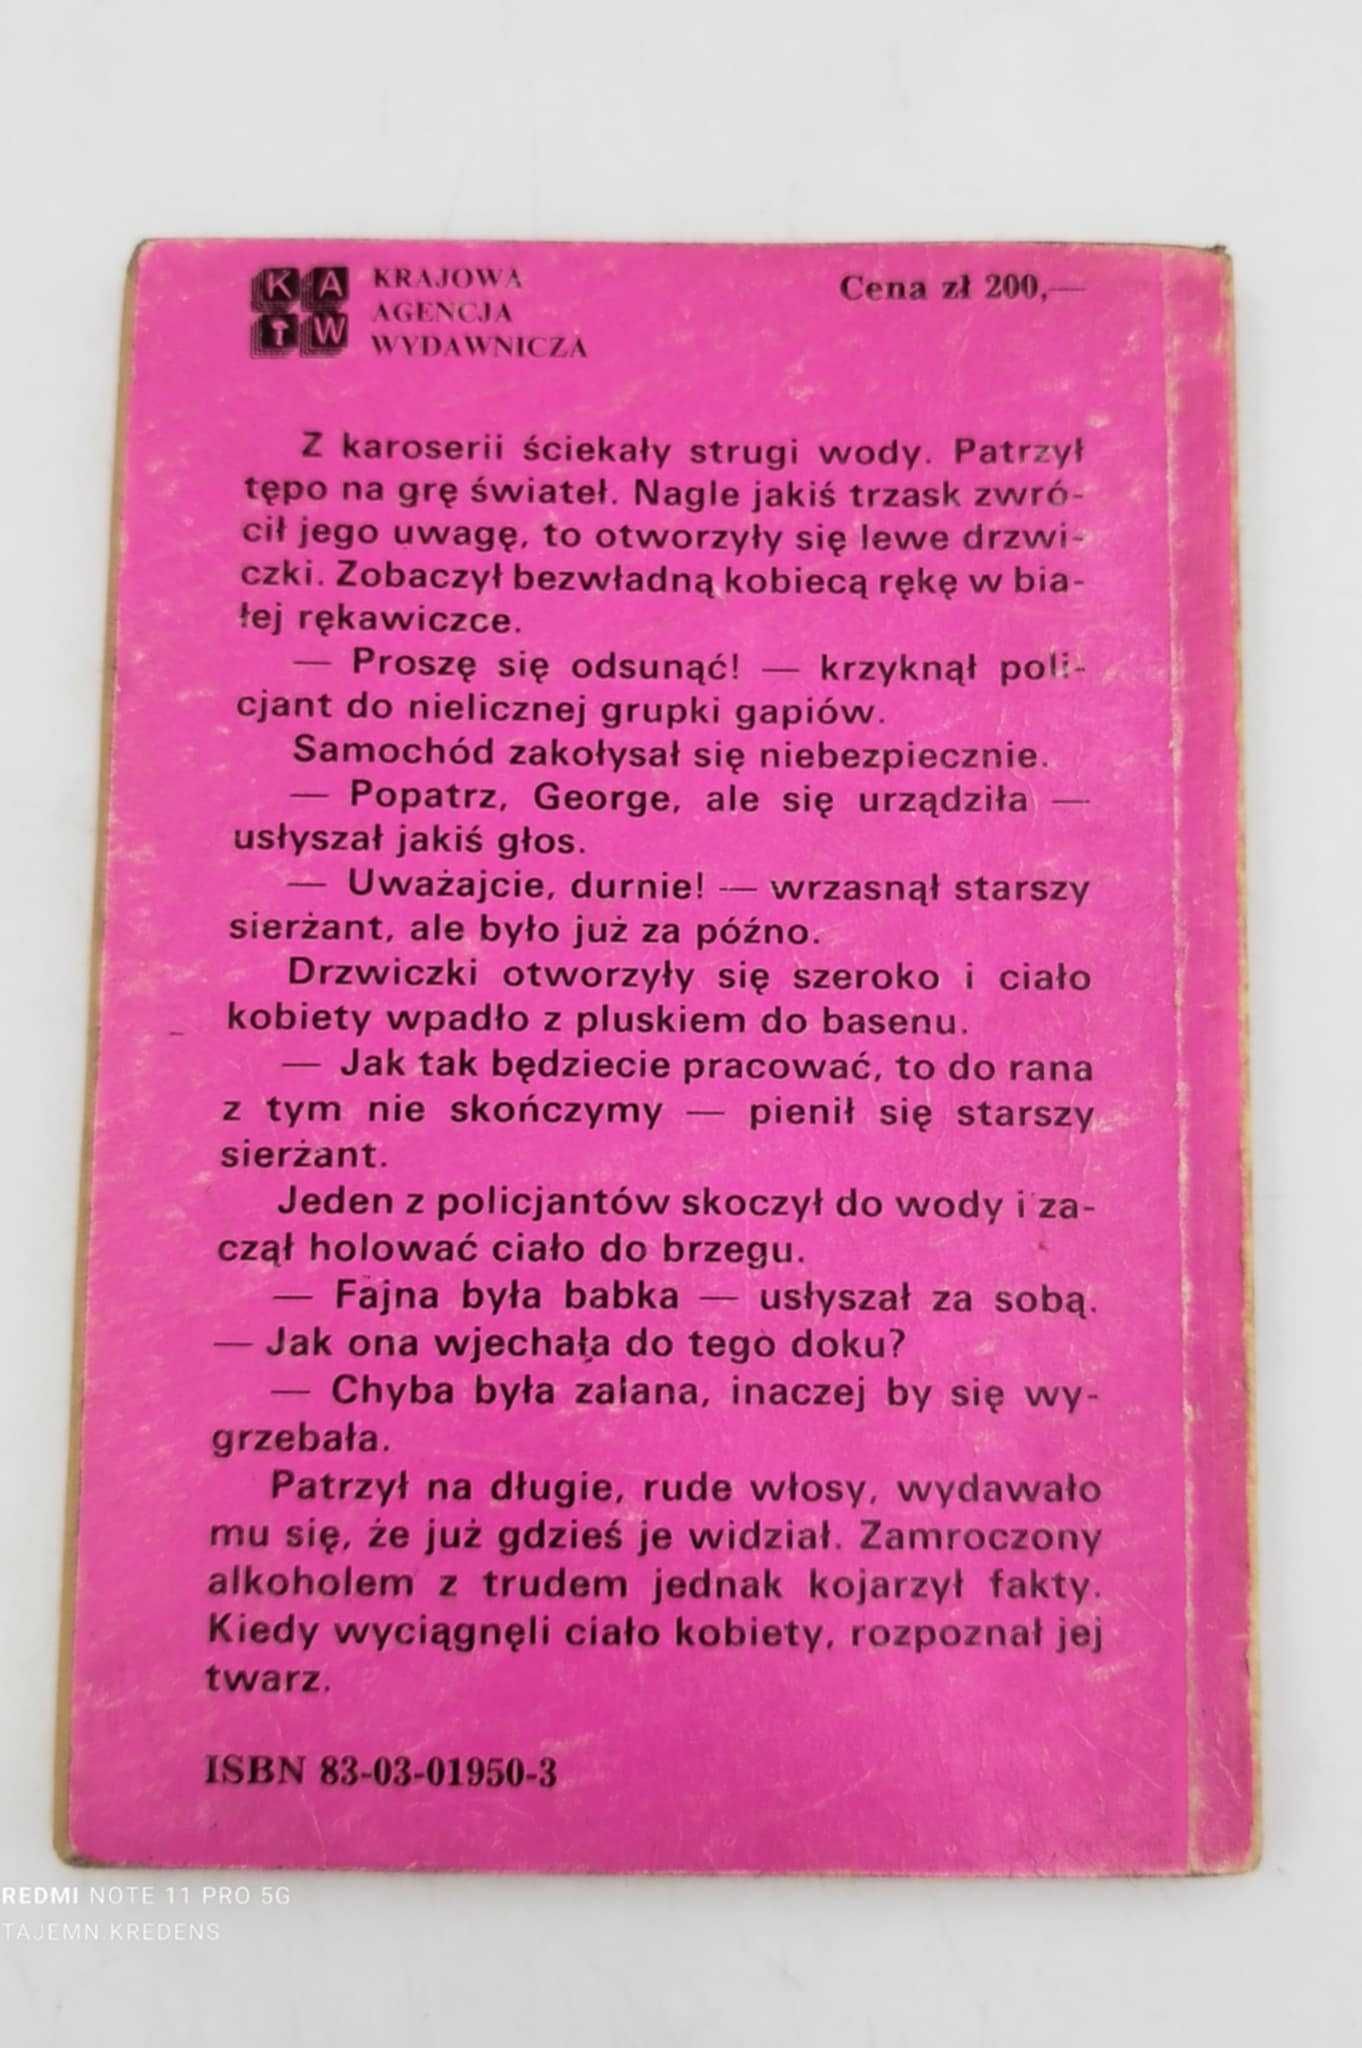 K A
KRAJOWA
AGENCJA
W
WYDAWNICZA
Cena zł 200,—
Z karoserii ściekały strugi wody. Patrzył
tępo na grę świateł. Nagle jakiś trzask zwró-
cił jego uwagę, to otworzyły się lewe drzwi-
czki. Zobaczył bezwładną kobiecą rękę w bia-
łej rękawiczce.
— Proszę się odsunąć! — krzyknął poli-
cjant do nielicznej grupki gapiów.
Samochód zakołysał się niebezpiecznie.
— Popatrz, George, ale się urządziła —
usłyszał jakiś głos.
— Uważajcie, durnie! — wrzasnął starszy
sierżant, ale było już za późno.
Drzwiczki otworzyły się szeroko i ciało
kobiety wpadło z pluskiem do basenu.
— Jak tak będziecie pracować, to do rana
z tym nie skończymy — pienił się starszy
sierżant.
Jeden z policjantów skoczył do wody i za-
czął holować ciało do brzegu.
— Fajna była babka — usłyszał za sobą.
— Jak ona wjechała do tego doku?
— Chyba była zalana, inaczej by się wy-
grzebała.
Patrzył na długie, rude włosy, wydawało
mu się, że już gdzieś je widział. Zamroczony
alkoholem z trudem jednak kojarzył fakty.
Kiedy wyciągnęli ciało kobiety, rozpoznał jej
twarz.
ISBN 83-03-01950-3
REDMI NOTE 11 PRO 5G
TAJEMN.KREDENS